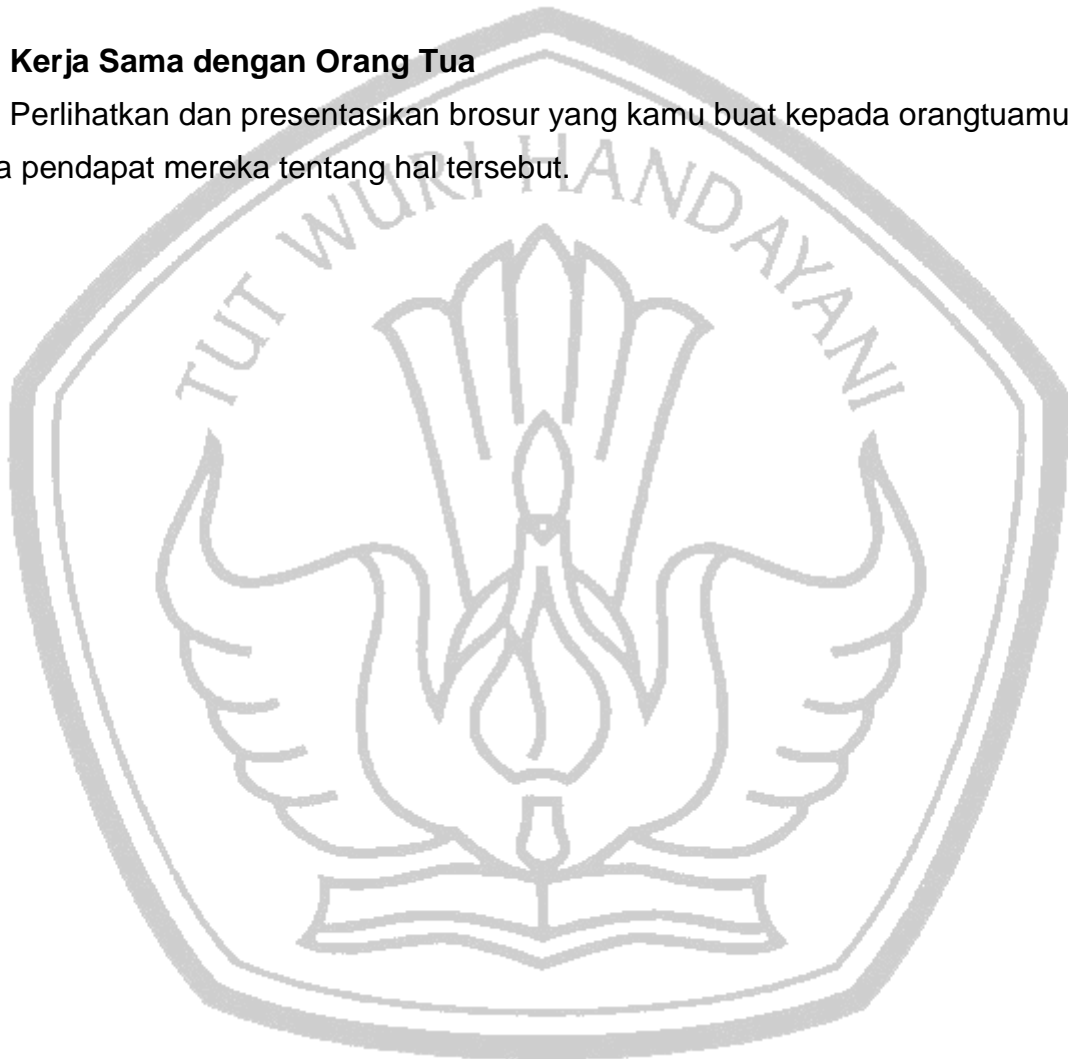 Kerja Sama dengan Orang Tua
Perlihatkan dan presentasikan brosur yang kamu buat kepada orangtuamu
pendapat mereka tentang hal tersebut.
TUT WURI HANDAYANI